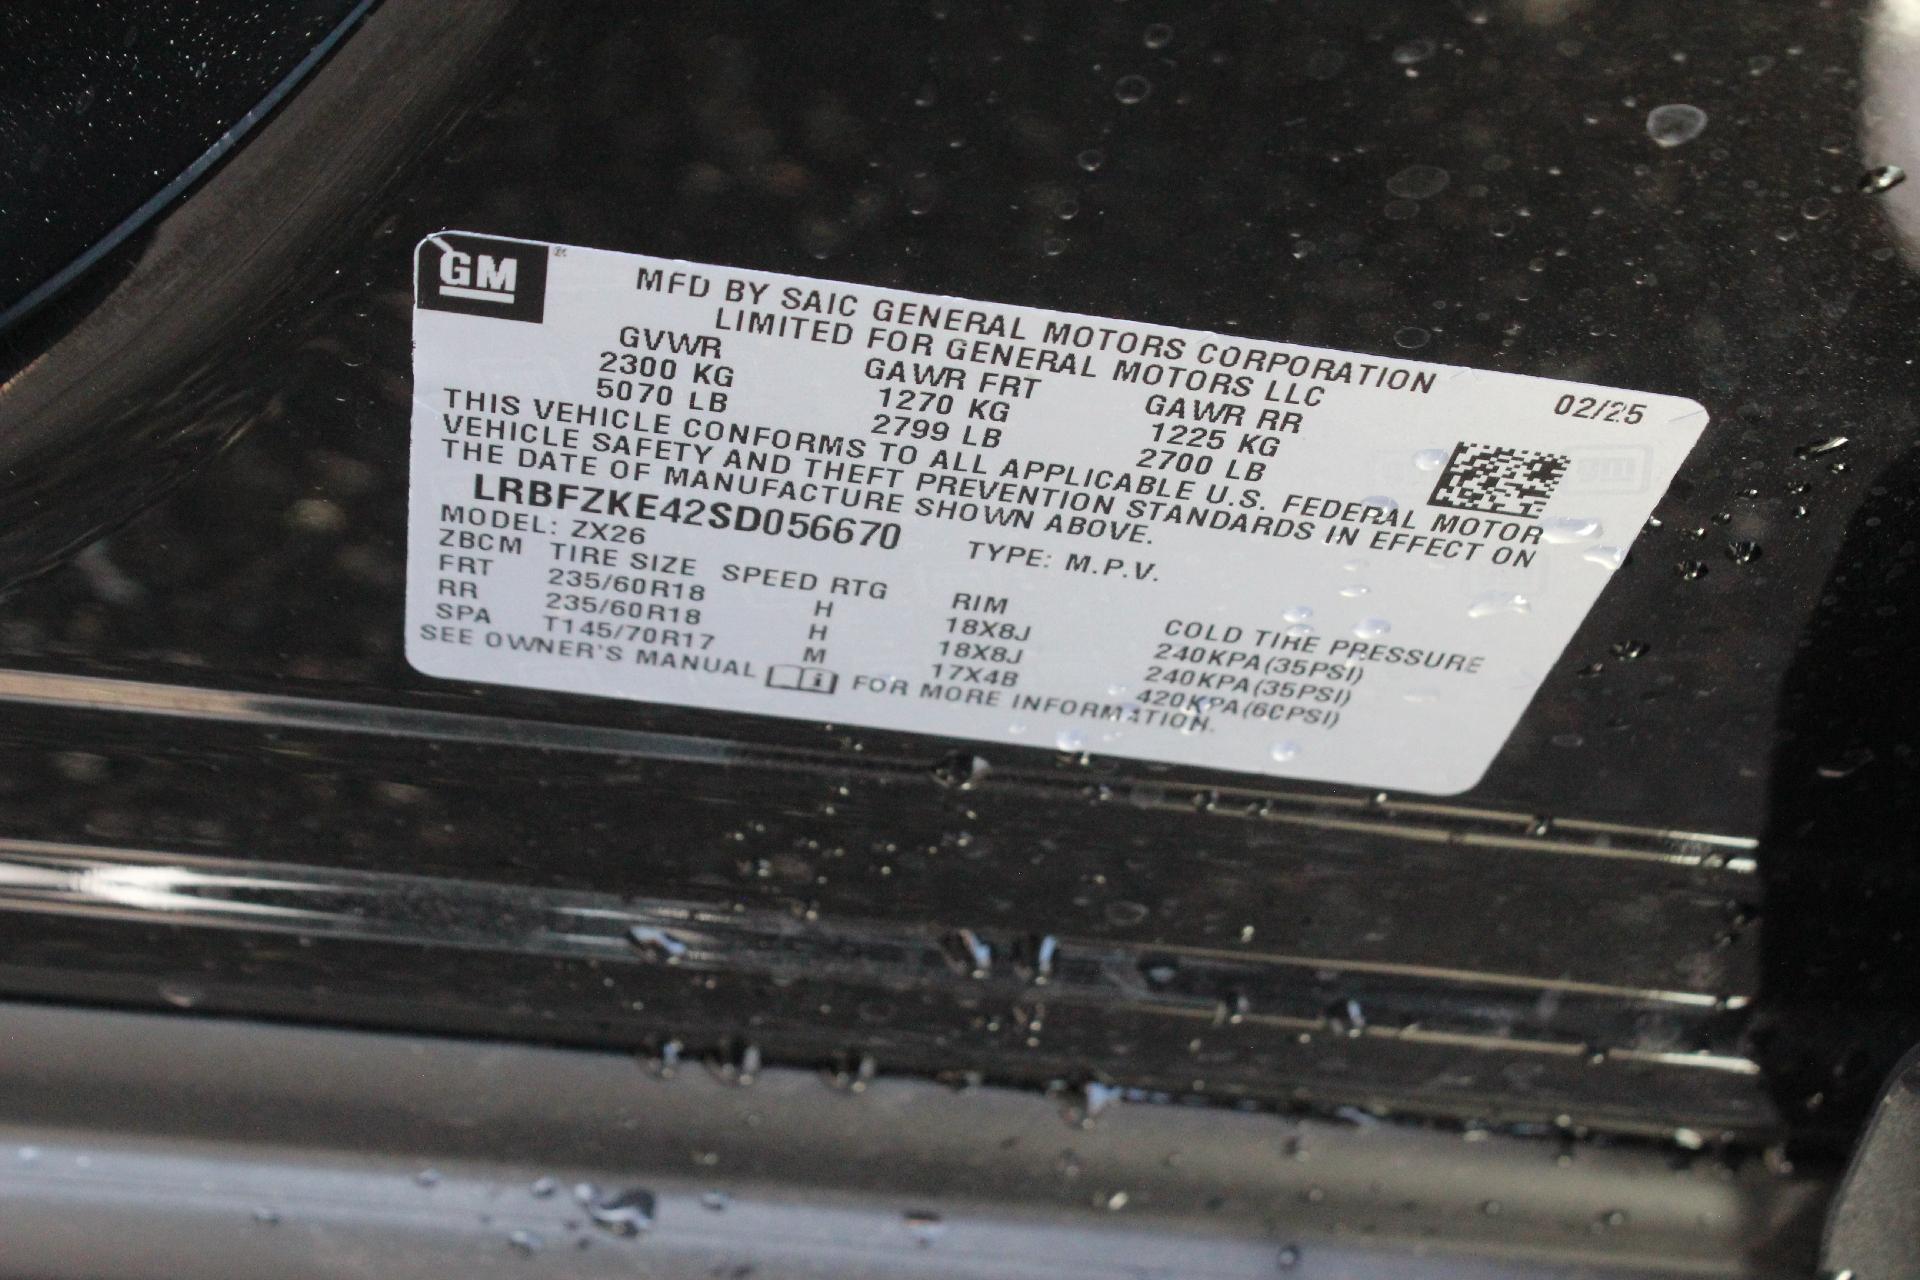 GM
MFD BY SAIC GENERAL MOTORS CORPORATION
LIMITED FOR GENERAL MOTORS LLC
GVWR GAWR FRT GAWR RR 02/25
2300 KG 1270 KG 1225 KG
5070 LB 2799 LB 2700 LB
THIS VEHICLE CONFORMS TO ALL APPLICABLE U.S. FEDERAL MOTOR
VEHICLE SAFETY AND THEFT PREVENTION STANDARDS IN EFFECT ON
THE DATE OF MANUFACTURE SHOWN ABOVE.
LRBFZKE42SD056670 TYPE: M.P.V.
MODEL: ZX26
ZBCM TIRE SIZE SPEED RTG RIM COLD TIRE PRESSURE
FRT 235/60R18 H 18X8J 240KPA(35PSI)
RR 235/60R18 H 18X8J 240KPA(35PSI)
SPA T145/70R17 M 17X4B 420KPA(60PSI)
SEE OWNER'S MANUAL FOR MORE INFORMATION.